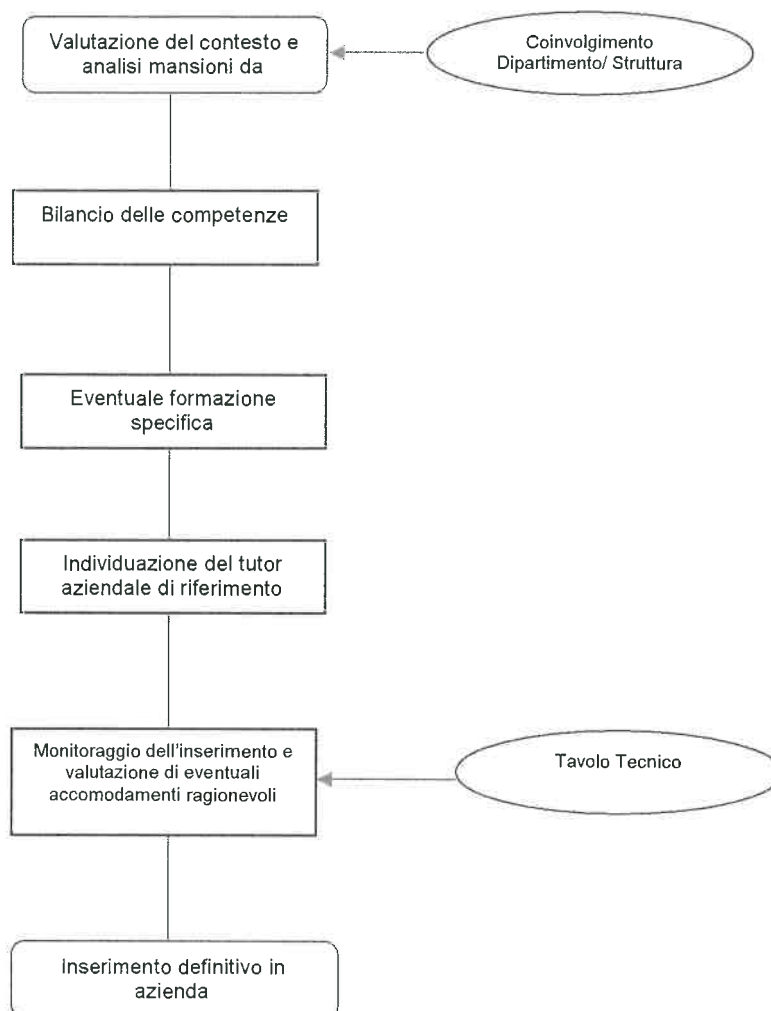 Valutazione del contesto e
analisi mansioni da
Coinvolgimento
Dipartimento/ Struttura
Bilancio delle competenze
Eventuale formazione
specifica
Individuazione del tutor
aziendale di riferimento
Monitoraggio dell'inserimento e
valutazione di eventuali
accomodamenti ragionevoli
Tavolo Tecnico
Inserimento definitivo in
azienda